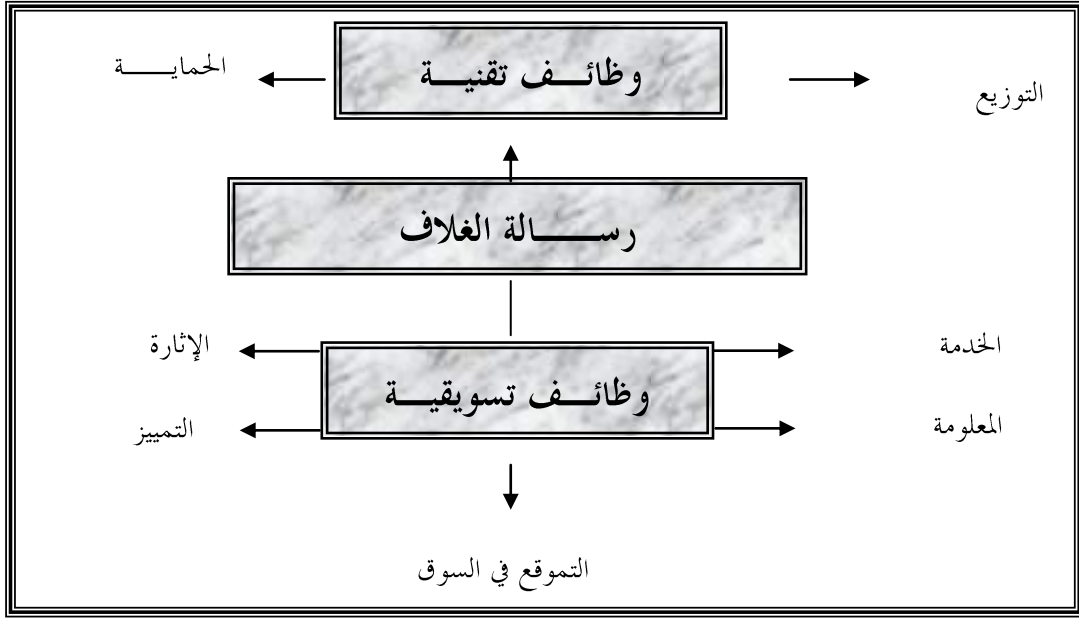 وظائف تقنية
الحماية
التوزيع
رسالة الغلاف
الخدمة
الإثارة
وظائف تسويقية
المعلومة
التمييز
التموقع في السوق